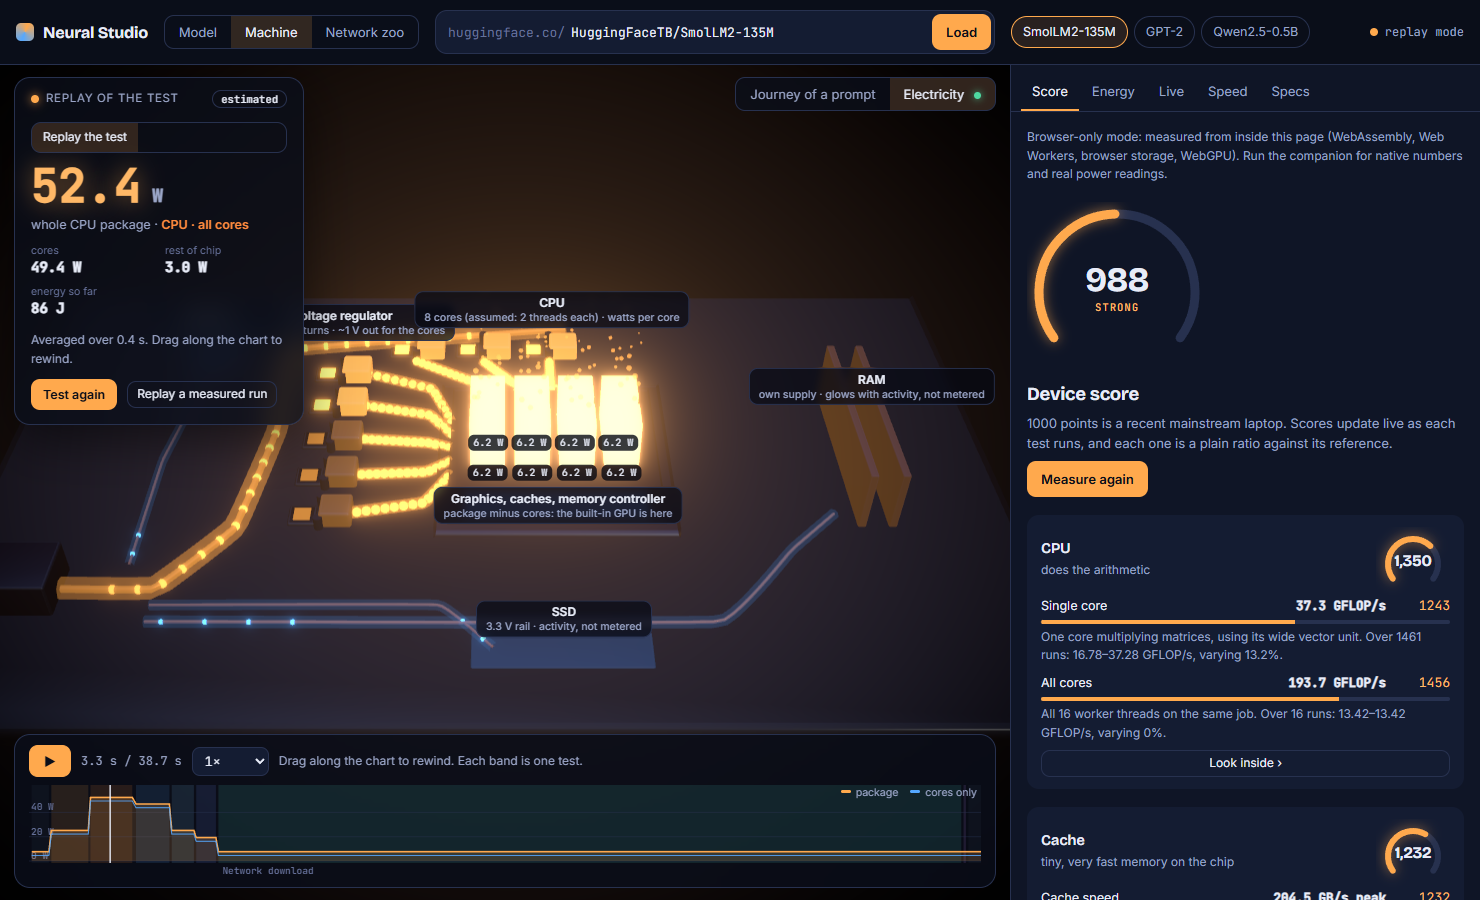 Neural Studio
Model
Machine
Network zoo
huggingface.co/ HuggingFaceTB/SmolLM2-135M
Load
SmolLM2-135M
GPT-2
Qwen2.5-0.5B
replay mode
REPLAY OF THE TEST
estimated
Replay the test
52.4 W
whole CPU package · CPU · all cores
cores
rest of chip
49.4 W
3.0 W
energy so far
86 J
Averaged over 0.4 s. Drag along the chart to
rewind.
Test again
Replay a measured run
Journey of a prompt
Electricity
oltage regulator
turns · ~1 V out for the cores
CPU
8 cores (assumed: 2 threads each) · watts per core
RAM
own supply · glows with activity, not metered
6.2 W
6.2 W
6.2 W
6.2 W
6.2 W
6.2 W
6.2 W
6.2 W
Graphics, caches, memory controller
package minus cores: the built-in GPU is here
SSD
3.3 V rail · activity, not metered
3.3 s / 38.7 s
1×
Drag along the chart to rewind. Each band is one test.
package
cores only
40 W
20 W
0 W
Network download
Score
Energy
Live
Speed
Specs
Browser-only mode: measured from inside this page (WebAssembly, Web
Workers, browser storage, WebGPU). Run the companion for native numbers
and real power readings.
988
STRONG
Device score
1000 points is a recent mainstream laptop. Scores update live as each
test runs, and each one is a plain ratio against its reference.
Measure again
CPU
does the arithmetic
1,350
Single core
37.3 GFLOP/s
1243
One core multiplying matrices, using its wide vector unit. Over 1461
runs: 16.78–37.28 GFLOP/s, varying 13.2%.
All cores
193.7 GFLOP/s
1456
All 16 worker threads on the same job. Over 16 runs: 13.42–13.42
GFLOP/s, varying 0%.
Look inside ›
Cache
tiny, very fast memory on the chip
1,232
Cache speed
204.5 GB/s peak
1232